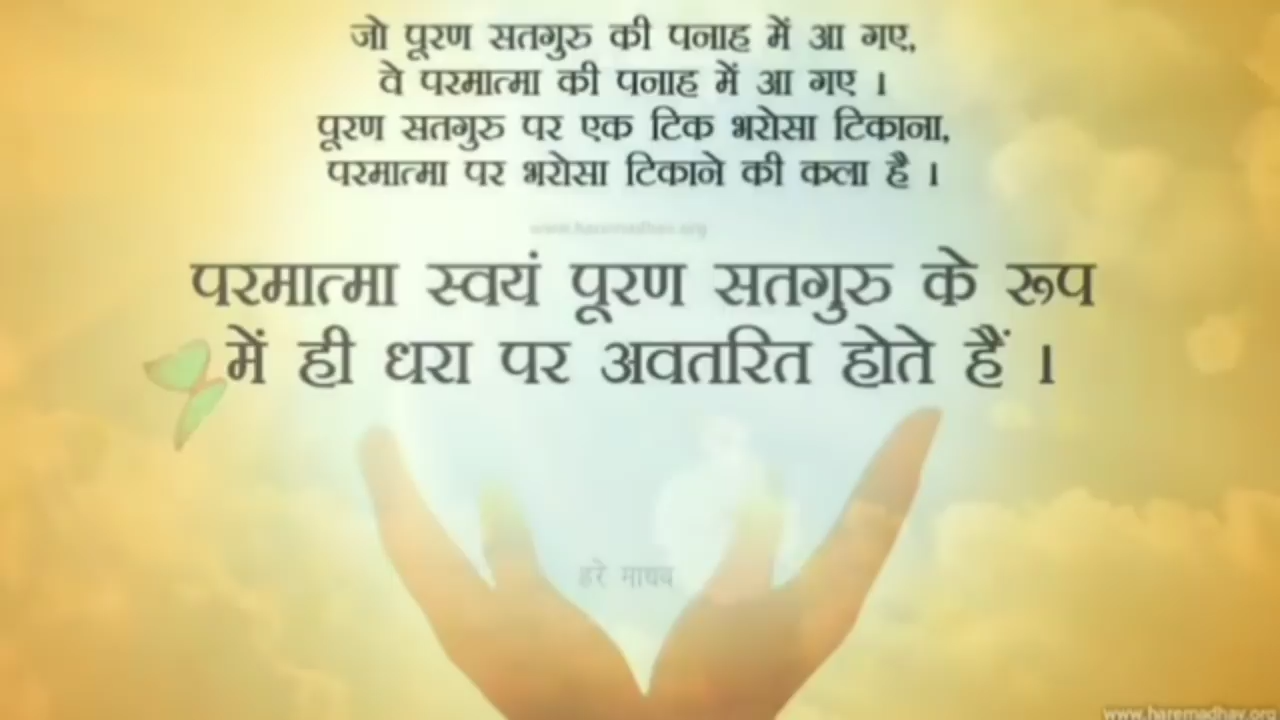 जो पूरण सतगुरु की पनाह में आ गए,
वे परमात्मा की पनाह में आ गए ।
पूरण सतगुरु पर एक टिक भरोसा टिकाना,
परमात्मा पर भरोसा टिकाने की कला है ।
www.haremadhav.org
परमात्मा स्वयं पूरण सतगुरु के रूप
में ही धरा पर अवतरित होते हैं ।
हरे माधव
www.haremadhav.org